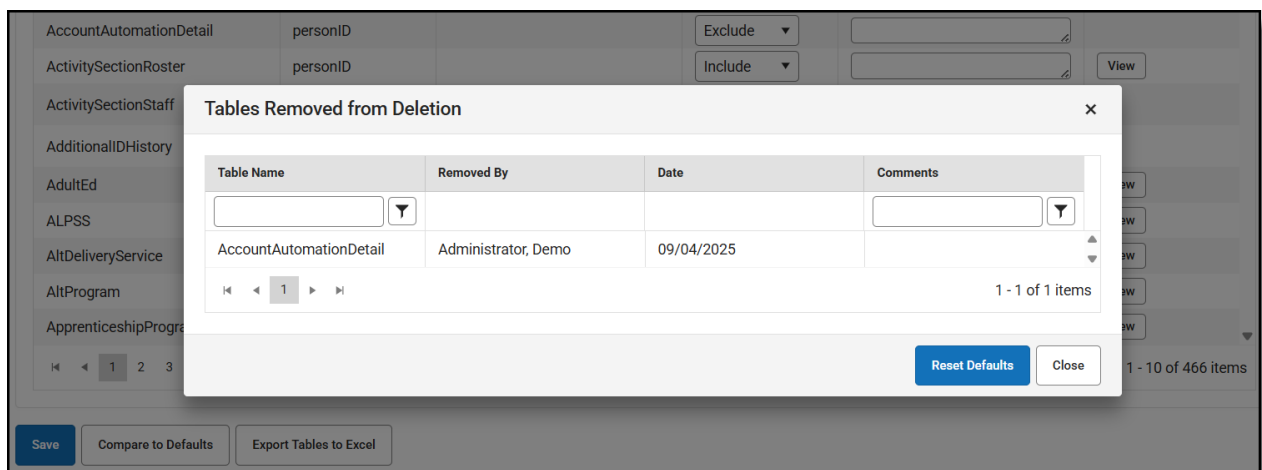 AccountAutomationDetail personID Exclude
ActivitySectionRoster personID Include View
ActivitySectionStaff
Tables Removed from Deletion ×
AdditionalIDHistory
Table Name Removed By Date Comments
AdultEd
ALPSS
AccountAutomationDetail Administrator, Demo 09/04/2025
AltDeliveryService
AltProgram
1 1 - 1 of 1 items
ApprenticeshipProgra
Reset Defaults Close
1 2 3 1 - 10 of 466 items
Save Compare to Defaults Export Tables to Excel